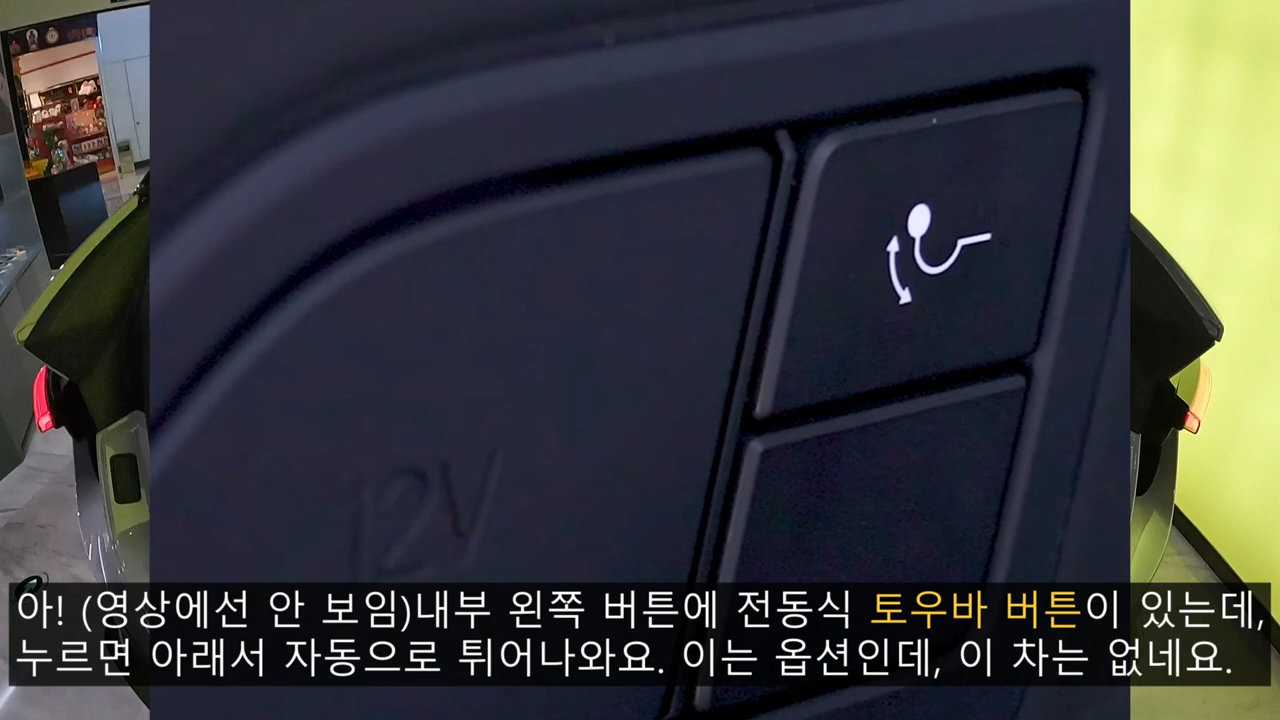 12V
아! (영상에선 안 보임)내부 왼쪽 버튼에 전동식 토우바 버튼이 있는데,
누르면 아래서 자동으로 튀어나와요. 이는 옵션인데, 이 차는 없네요.